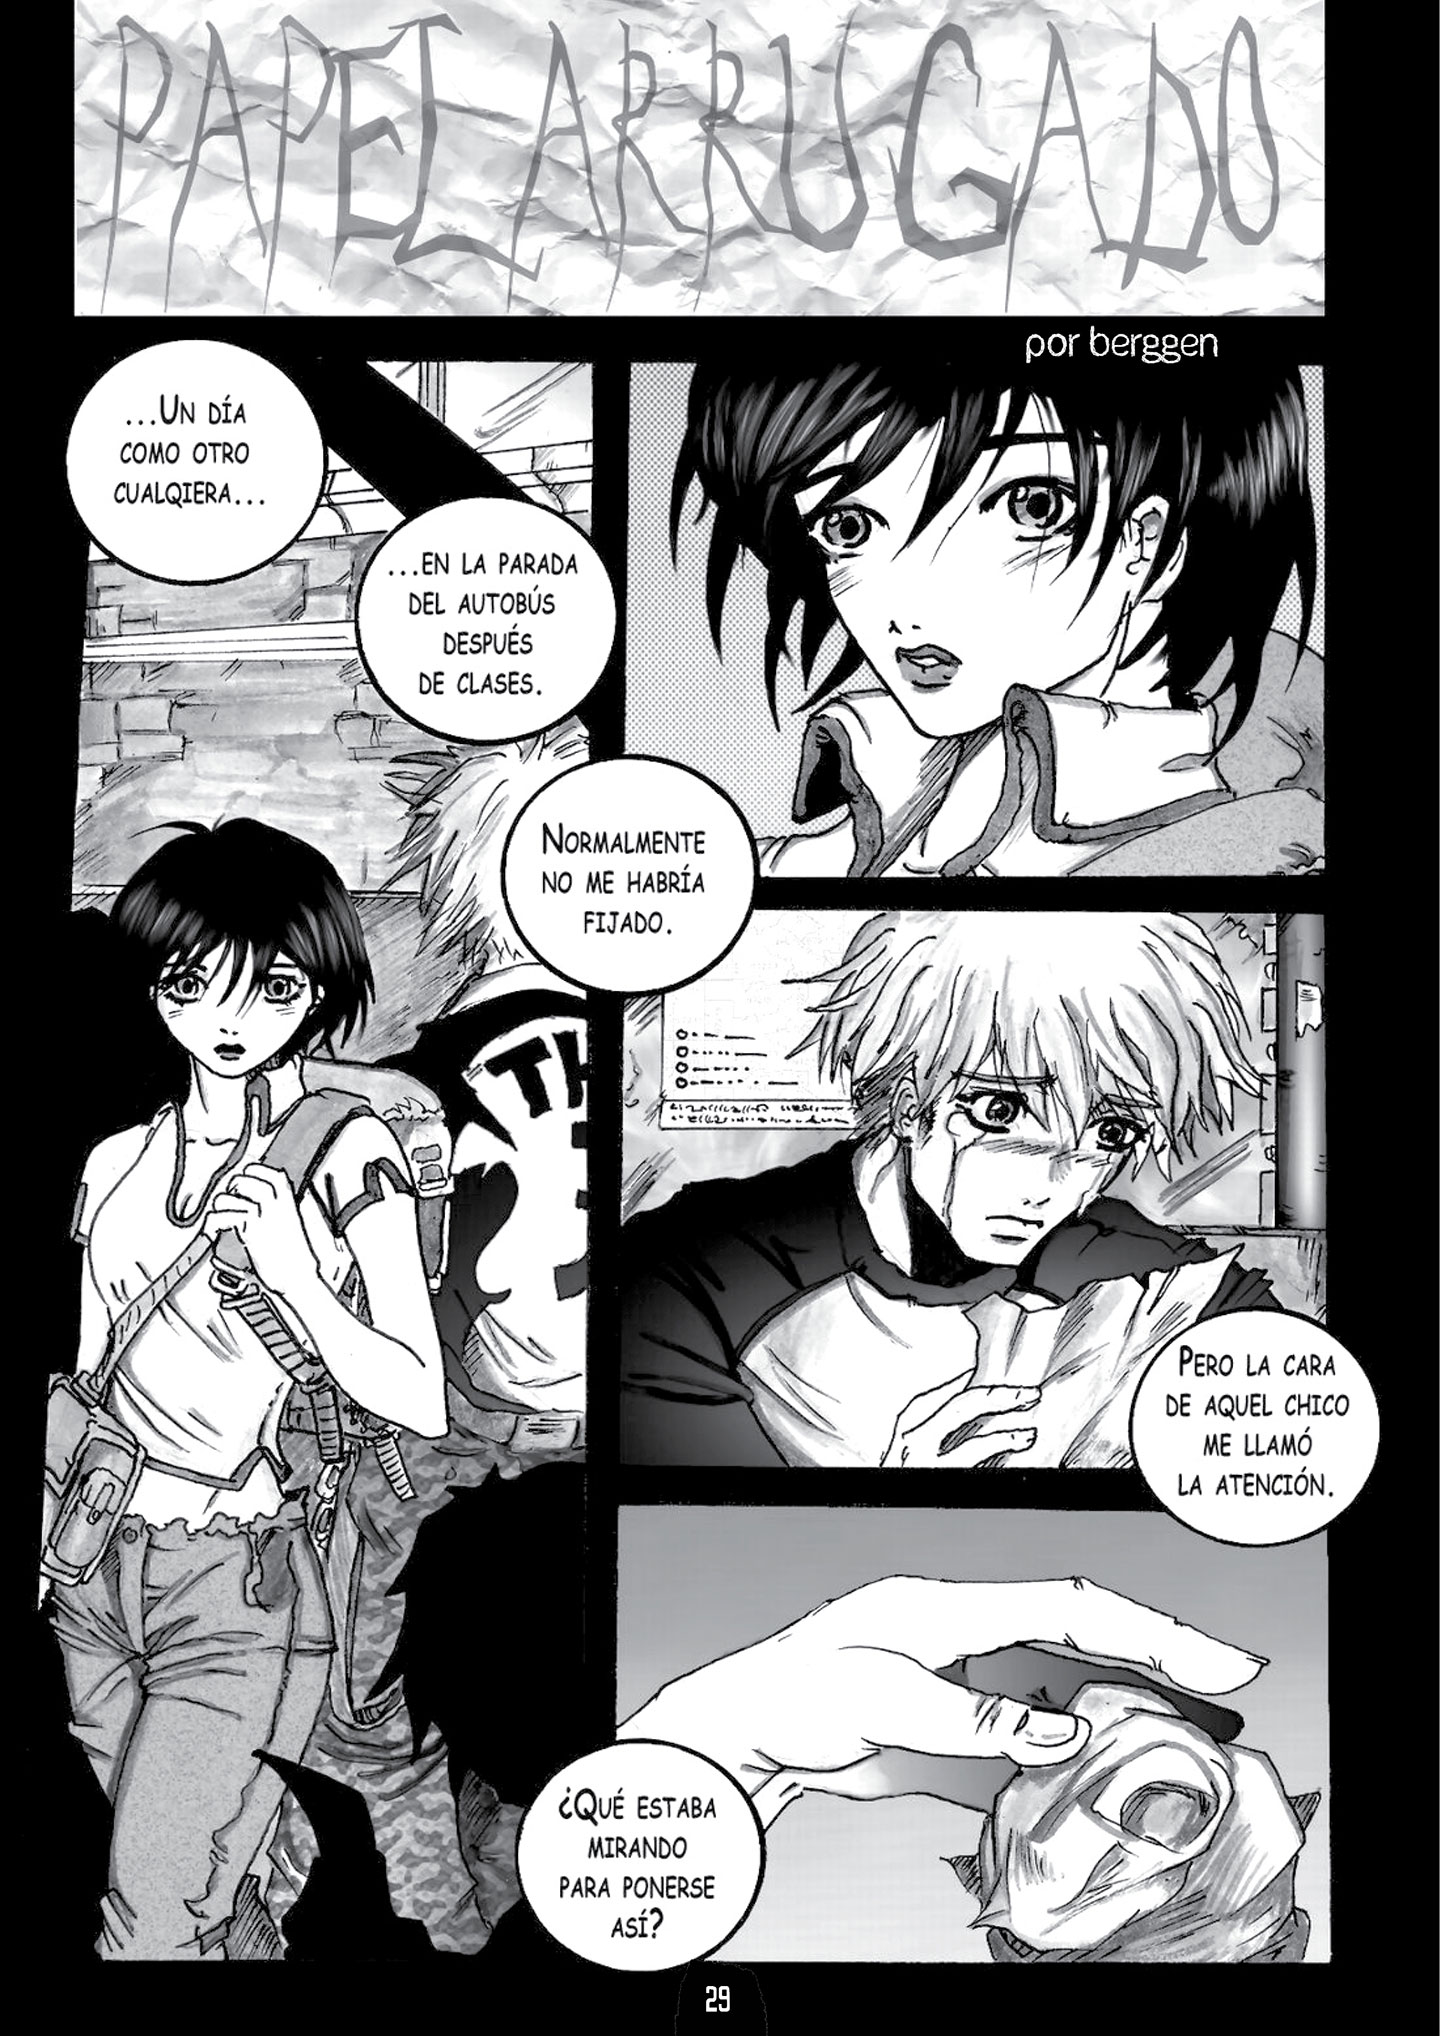 PAPEL ARRUGADO
por berggen
...UN DÍA
COMO OTRO
CUALQIERA...
...EN LA PARADA
DEL AUTOBÚS
DESPUÉS
DE CLASES.
NORMALMENTE
NO ME HABRÍA
FIJADO.
TH
PERO LA CARA
DE AQUEL CHICO
ME LLAMÓ
LA ATENCIÓN.
¿QUÉ ESTABA
MIRANDO
PARA PONERSE
ASÍ?
29